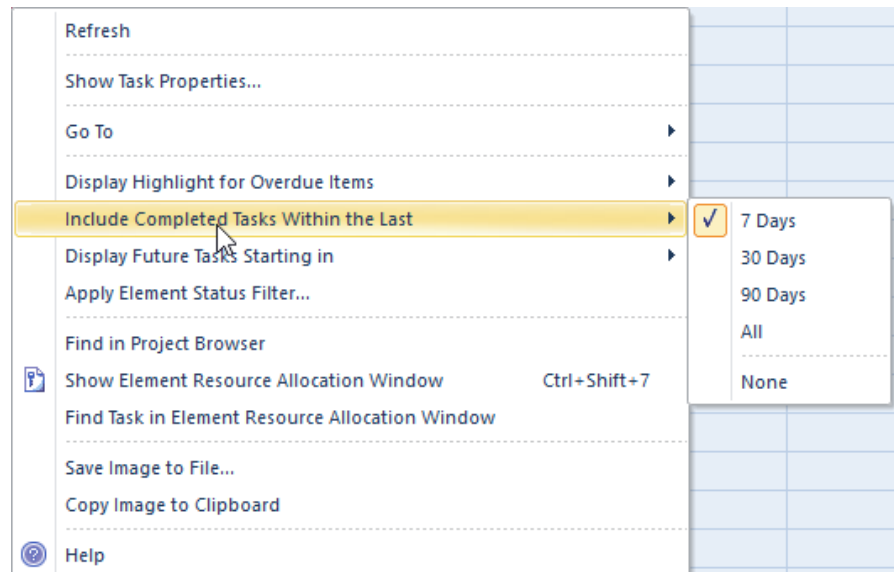 Refresh
Show Task Properties...
Go To
Display Highlight for Overdue Items
Include Completed Tasks Within the Last
7 Days
Display Future Tasks Starting in
30 Days
Apply Element Status Filter...
90 Days
All
Find in Project Browser
Show Element Resource Allocation Window Ctrl+Shift+7
None
Find Task in Element Resource Allocation Window
Save Image to File...
Copy Image to Clipboard
Help